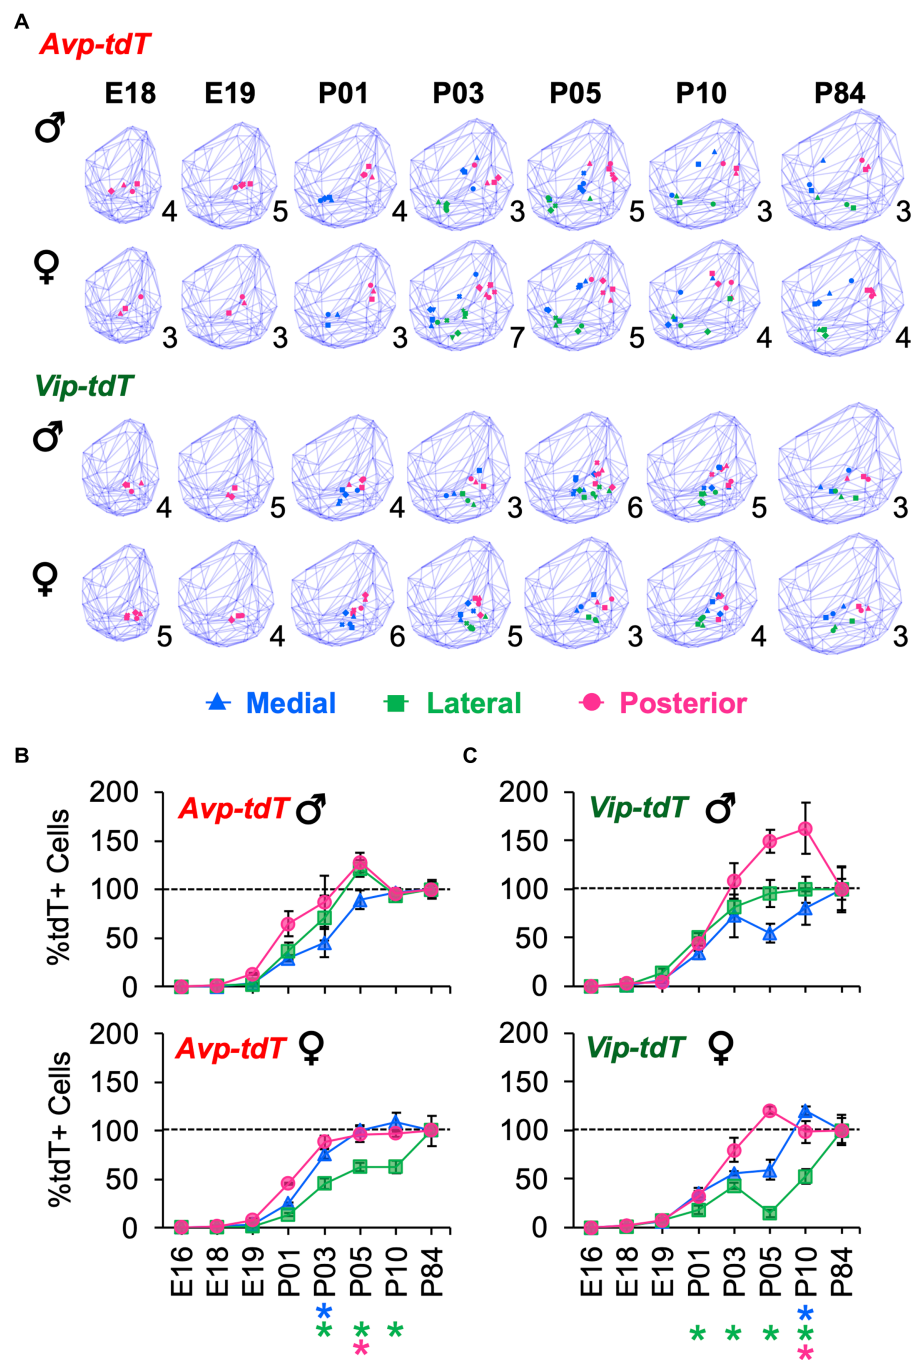 A
Avp-tdT
E18 E19 P01 P03 P05 P10 P84
♂
4 5 4 3 5 3 3
♀
3 3 3 7 5 4 4
Vip-tdT
♂
4 5 4 3 6 5 3
♀
5 4 6 5 3 4 3
Medial Lateral Posterior
B C
200 200
Avp-tdT ♂ Vip-tdT ♂
150 150
100 100
50 50
0 0
%tdT+ Cells
200 200
Avp-tdT ♀ Vip-tdT ♀
150 150
100 100
50 50
0 0
%tdT+ Cells
E16 E18 E19 P01 P03 P05 P10 P84 E16 E18 E19 P01 P03 P05 P10 P84
* *
* * * * * * *
* *